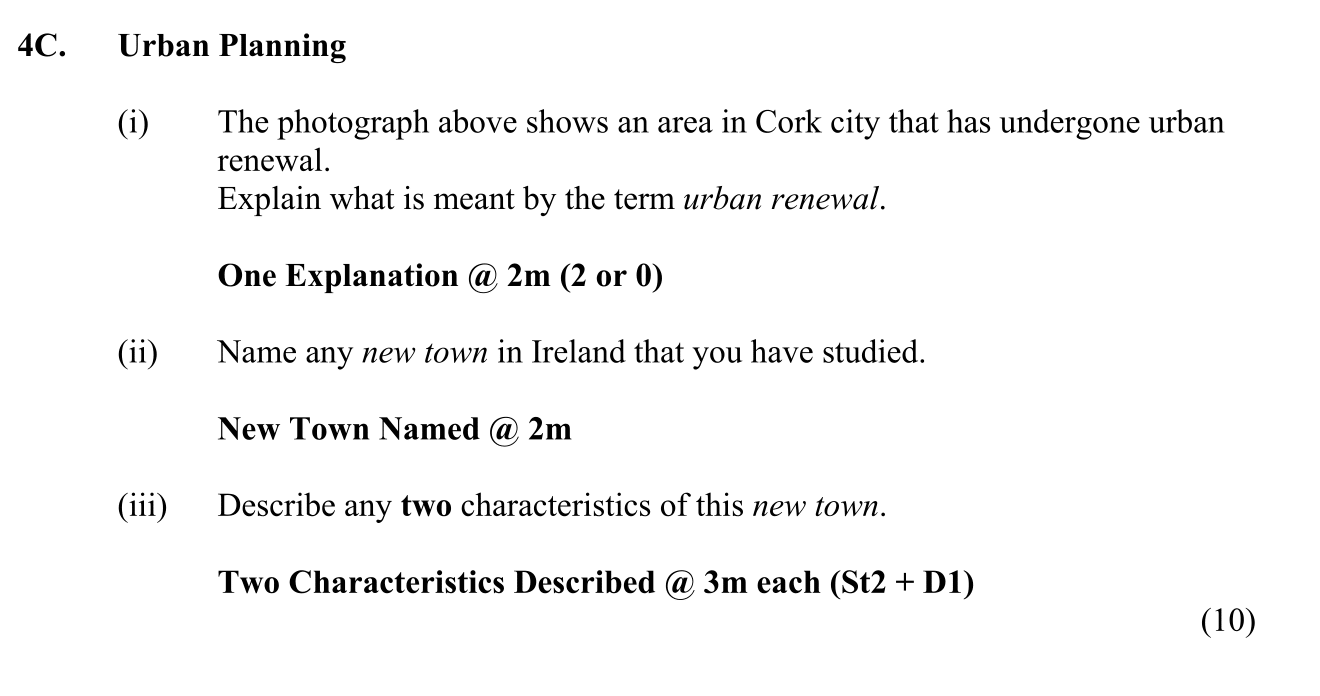 4C. Urban Planning
(i) The photograph above shows an area in Cork city that has undergone urban
renewal.
Explain what is meant by the term urban renewal.
One Explanation @ 2m (2 or 0)
(ii) Name any new town in Ireland that you have studied.
New Town Named @ 2m
(iii) Describe any two characteristics of this new town.
Two Characteristics Described @ 3m each (St2 + D1)
(10)